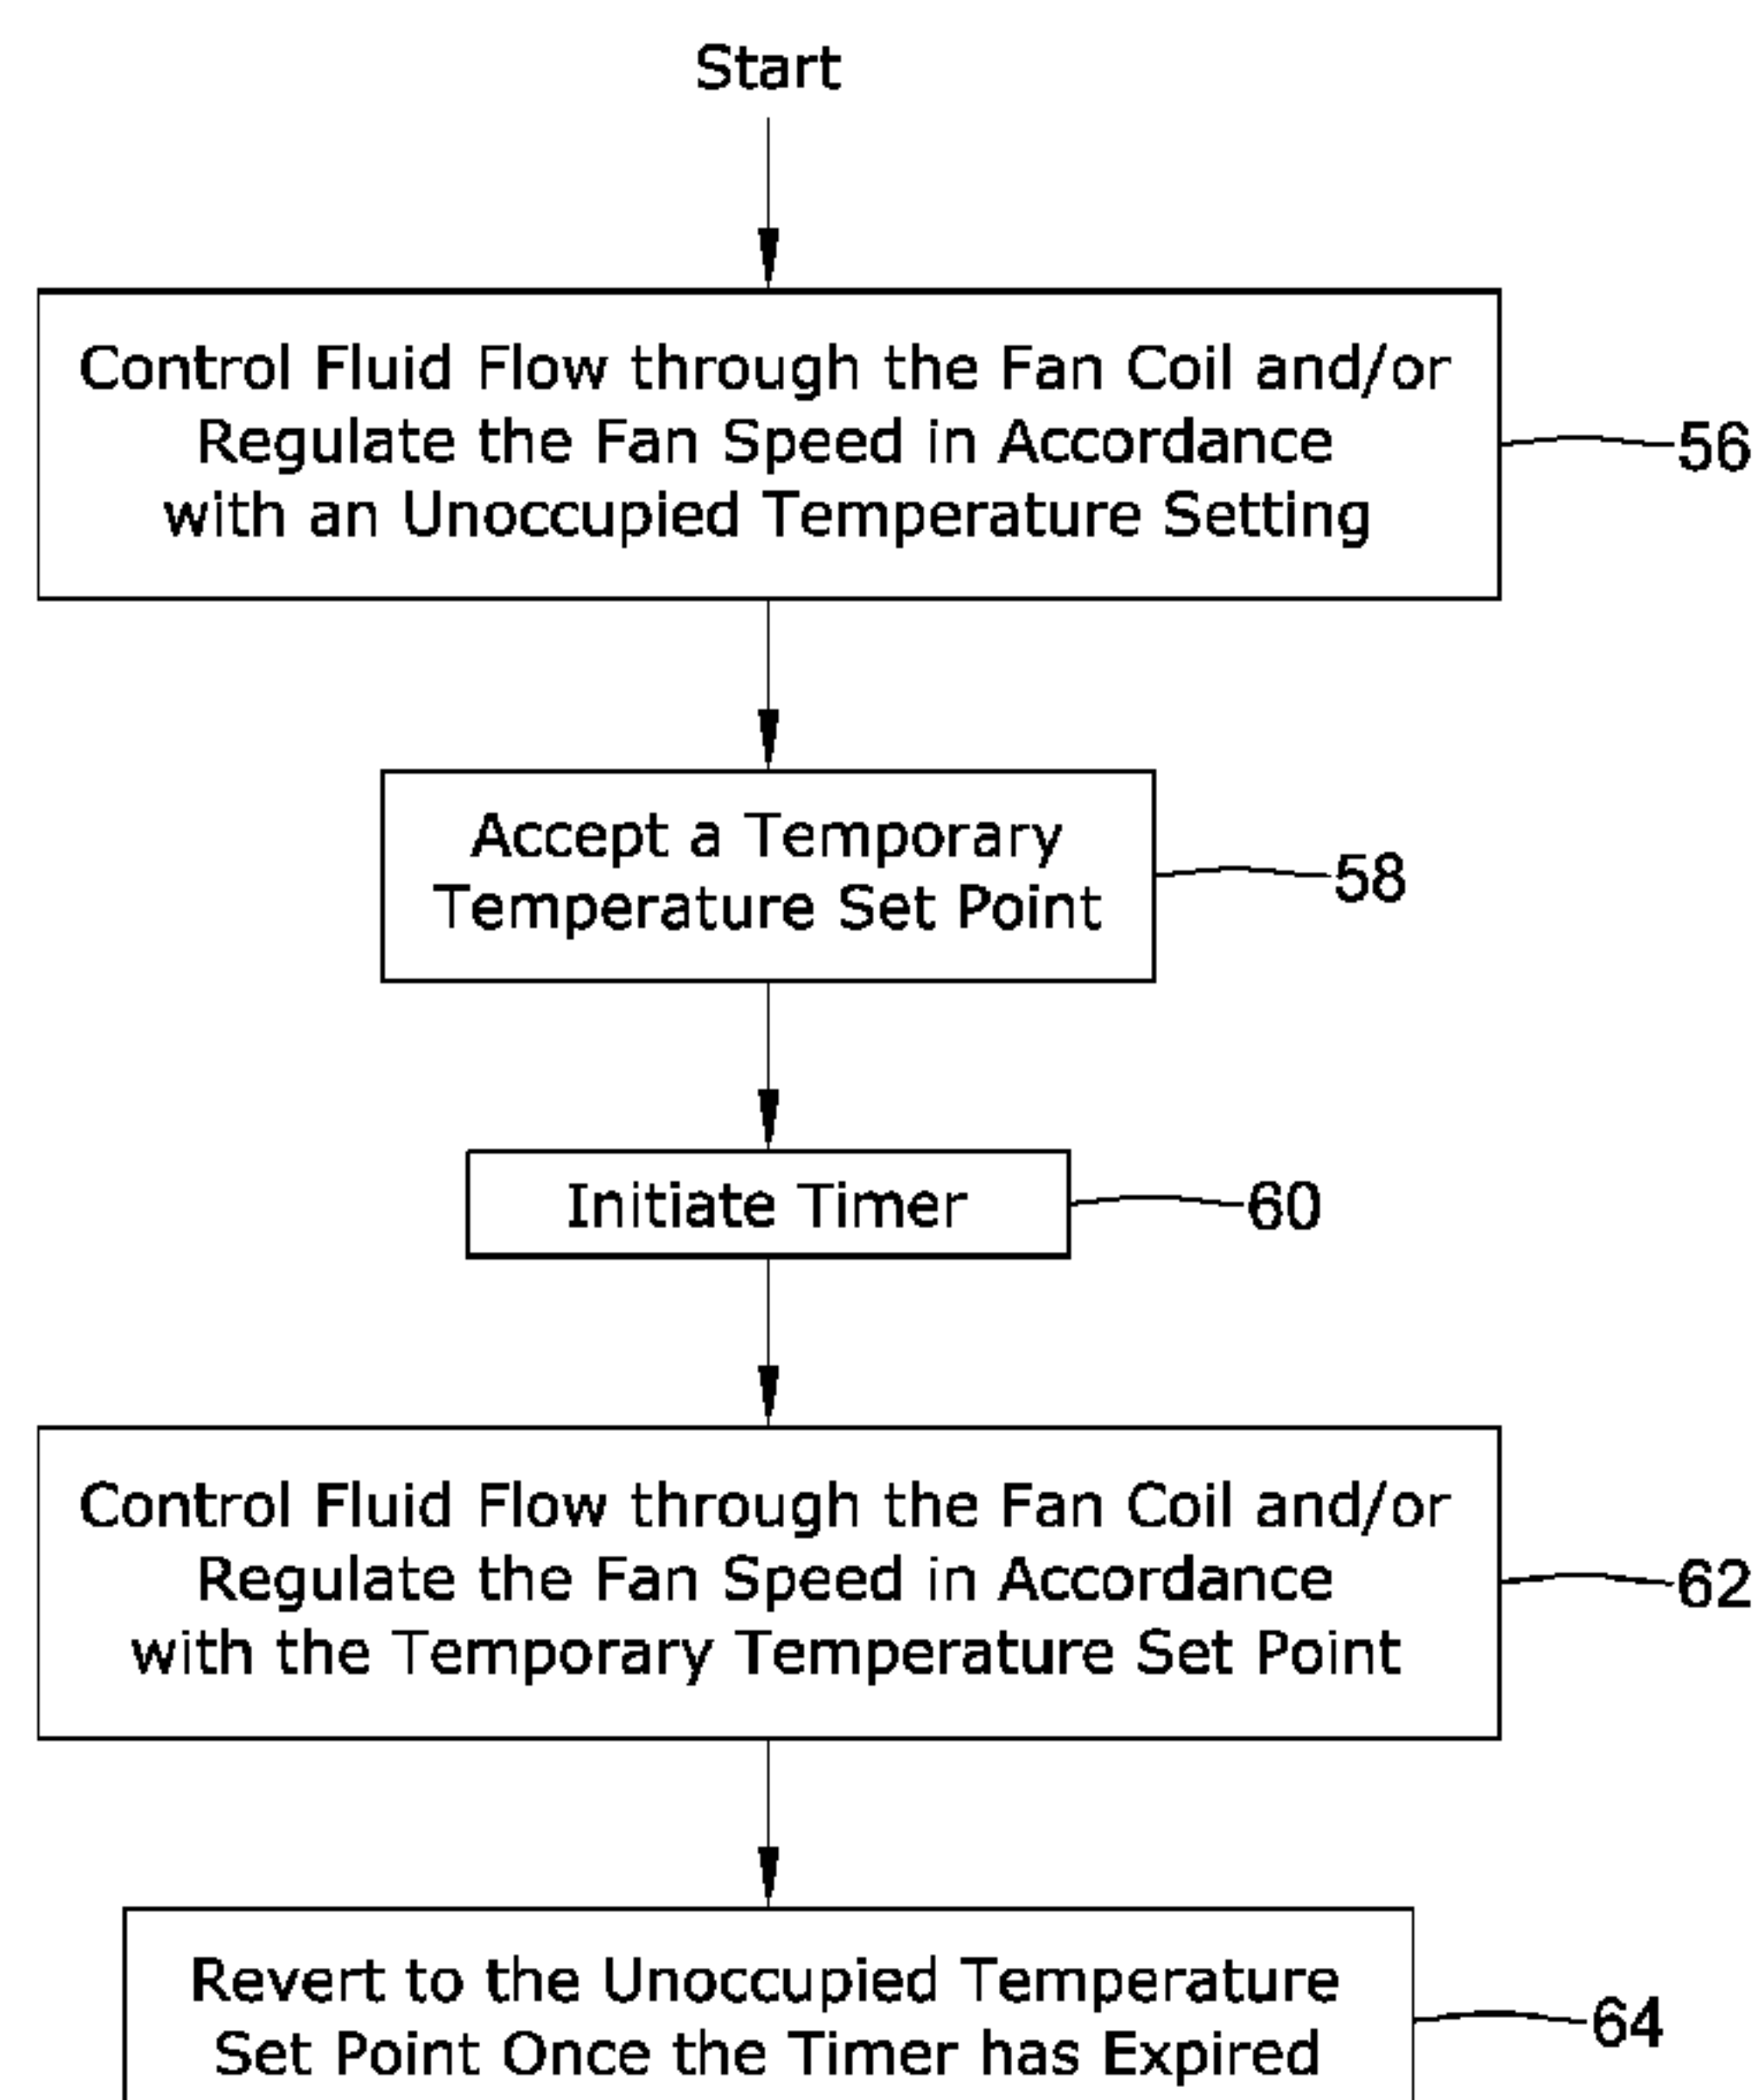 Start
Control Fluid Flow through the Fan Coil and/or
Regulate the Fan Speed in Accordance
with an Unoccupied Temperature Setting
56
Accept a Temporary
Temperature Set Point
58
Initiate Timer
60
Control Fluid Flow through the Fan Coil and/or
Regulate the Fan Speed in Accordance
with the Temporary Temperature Set Point
62
Revert to the Unoccupied Temperature
Set Point Once the Timer has Expired
64